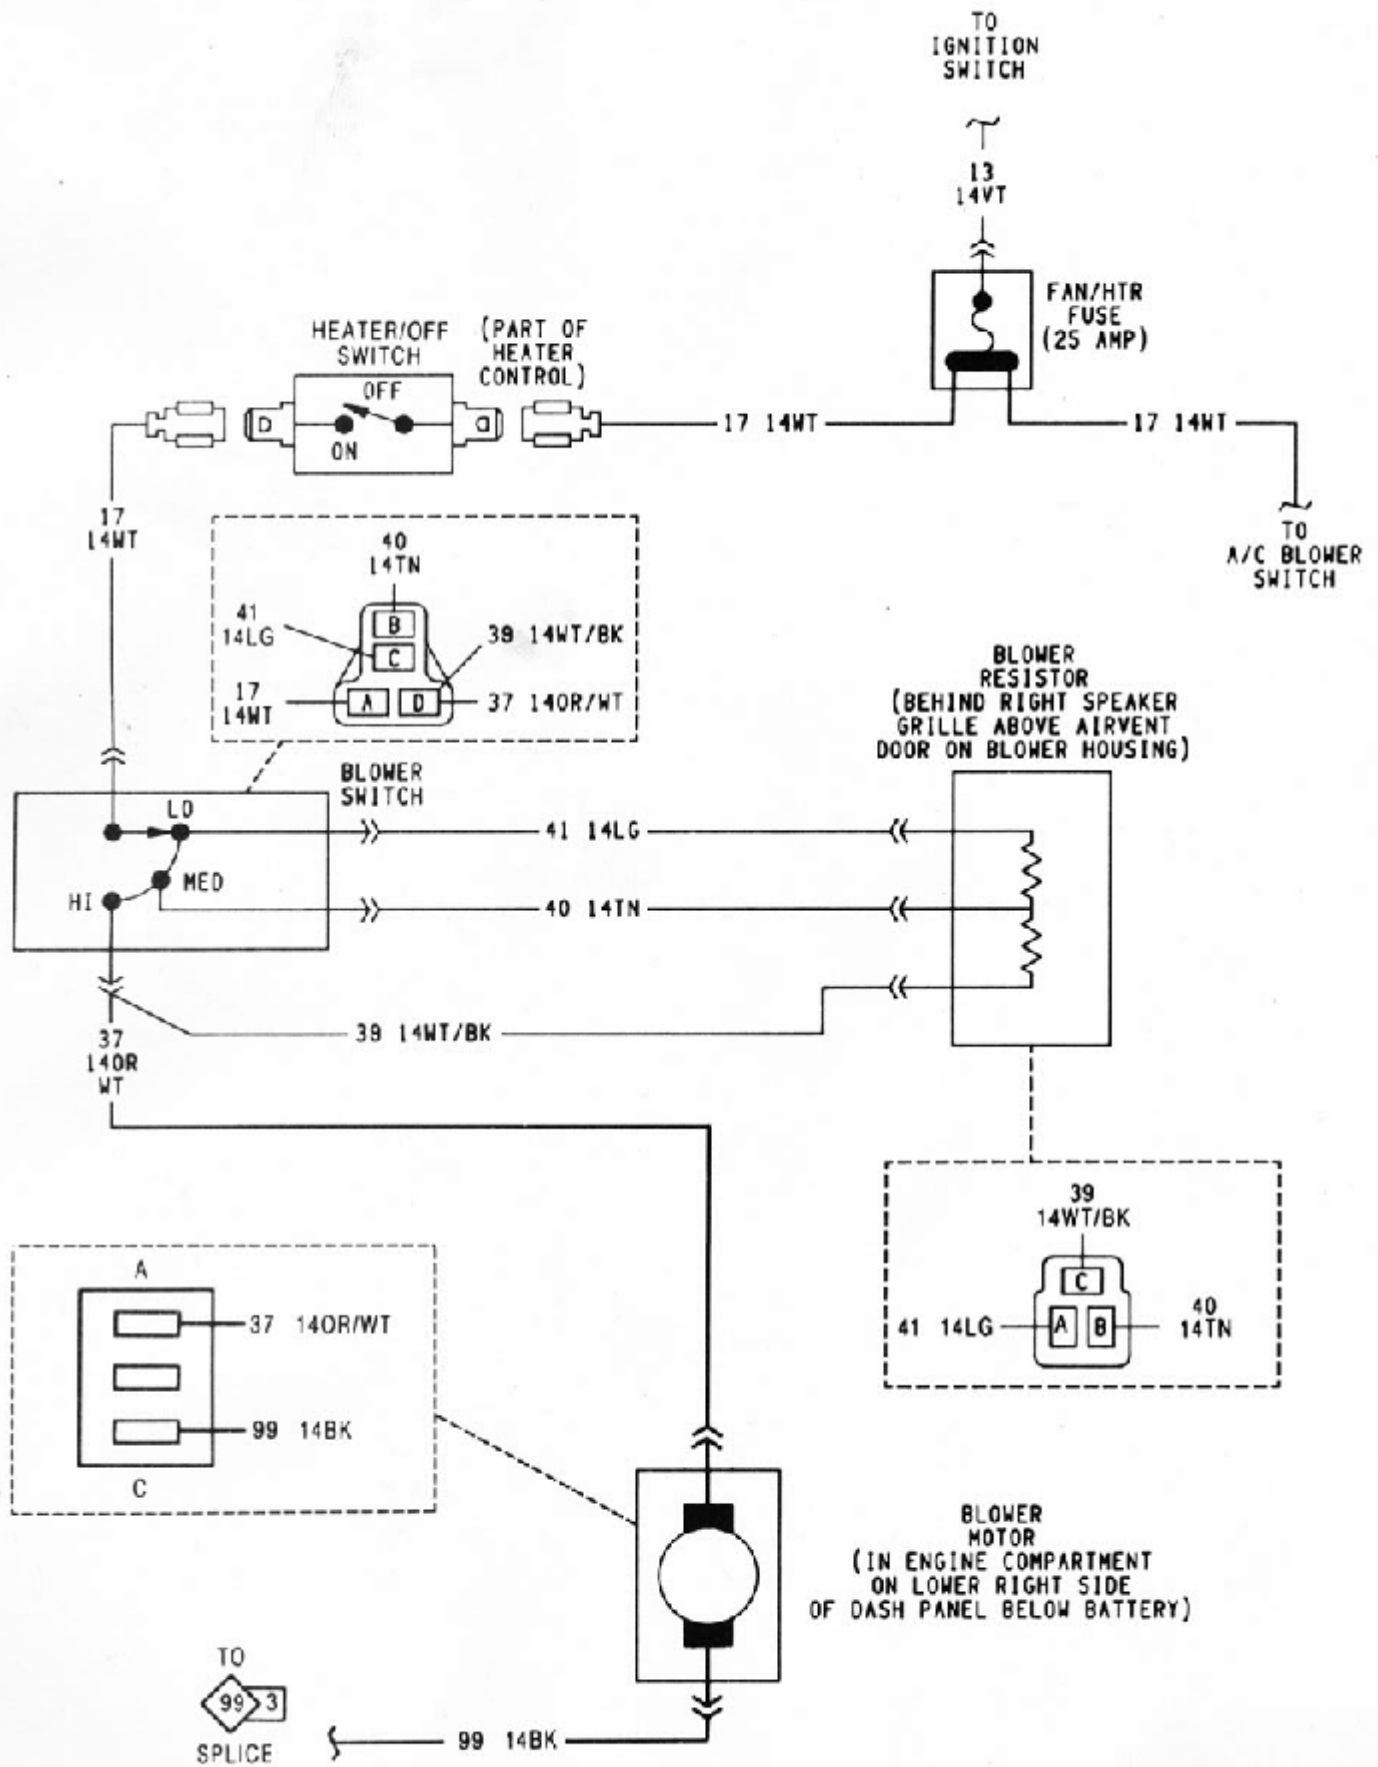 TO
IGNITION
SWITCH
13
14VT
FAN/HTR
FUSE
(25 AMP)
HEATER/OFF
SWITCH
(PART OF
HEATER
CONTROL)
OFF
ON
D
D
17 14WT
17 14WT
TO
A/C BLOWER
SWITCH
17
14WT
40
14TN
41
14LG
B
C
39 14WT/BK
17
14WT
A
D
37 14OR/WT
BLOWER
SWITCH
LO
MED
HI
41 14LG
40 14TN
BLOWER
RESISTOR
(BEHIND RIGHT SPEAKER
GRILLE ABOVE AIRVENT
DOOR ON BLOWER HOUSING)
39 14WT/BK
37
14OR
WT
39
14WT/BK
C
41 14LG
A
B
40
14TN
A
37 14OR/WT
99 14BK
C
BLOWER
MOTOR
(IN ENGINE COMPARTMENT
ON LOWER RIGHT SIDE
OF DASH PANEL BELOW BATTERY)
TO
99 3
SPLICE
99 14BK